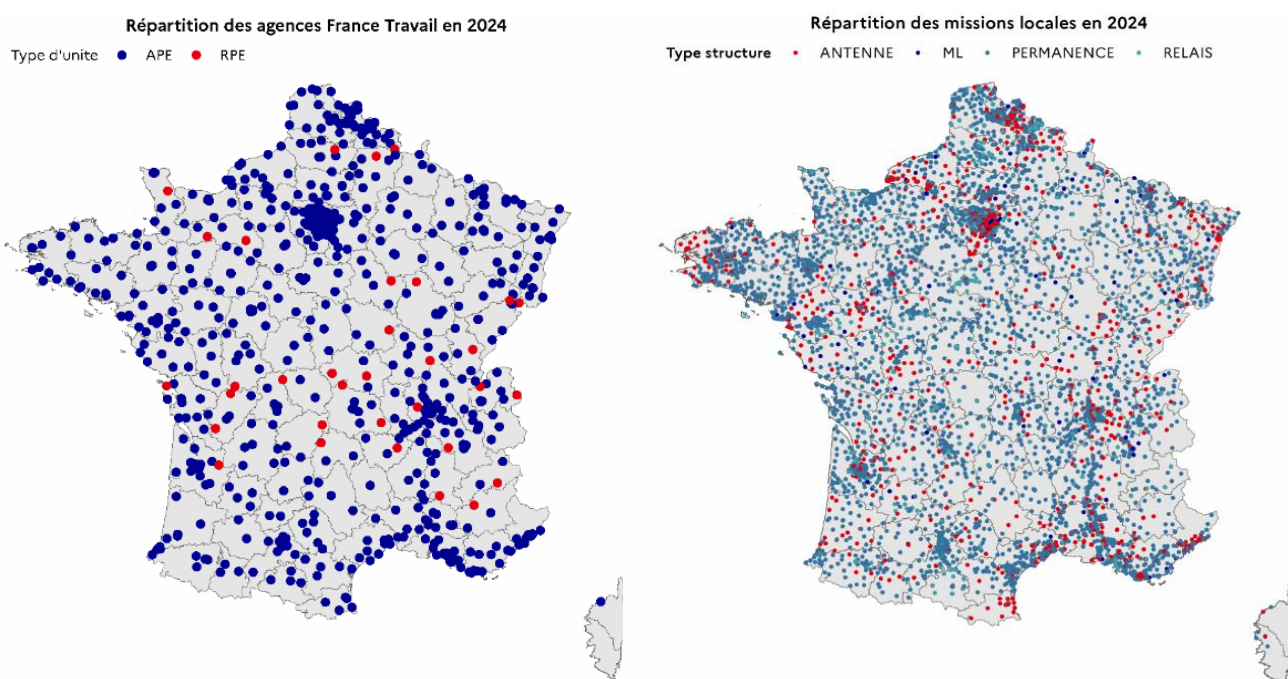 Répartition des agences France Travail en 2024
Type d'unite APE RPE
Répartition des missions locales en 2024
Type structure ANTENNE ML PERMANENCE RELAIS